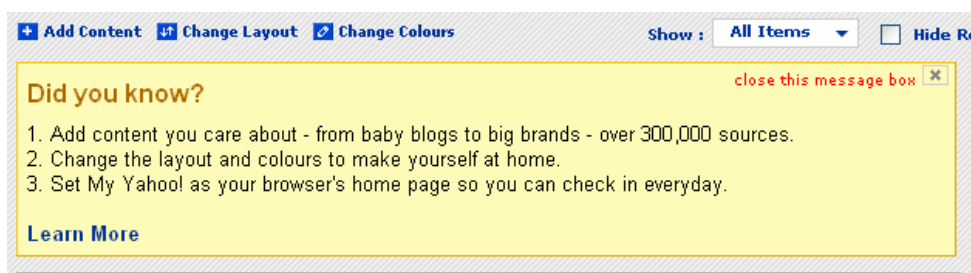 Add Content Change Layout Change Colours Show : All Items Hide
close this message box
Did you know?
1. Add content you care about - from baby blogs to big brands - over 300,000 sources.
2. Change the layout and colours to make yourself at home.
3. Set My Yahoo! as your browser's home page so you can check in everyday.
Learn More